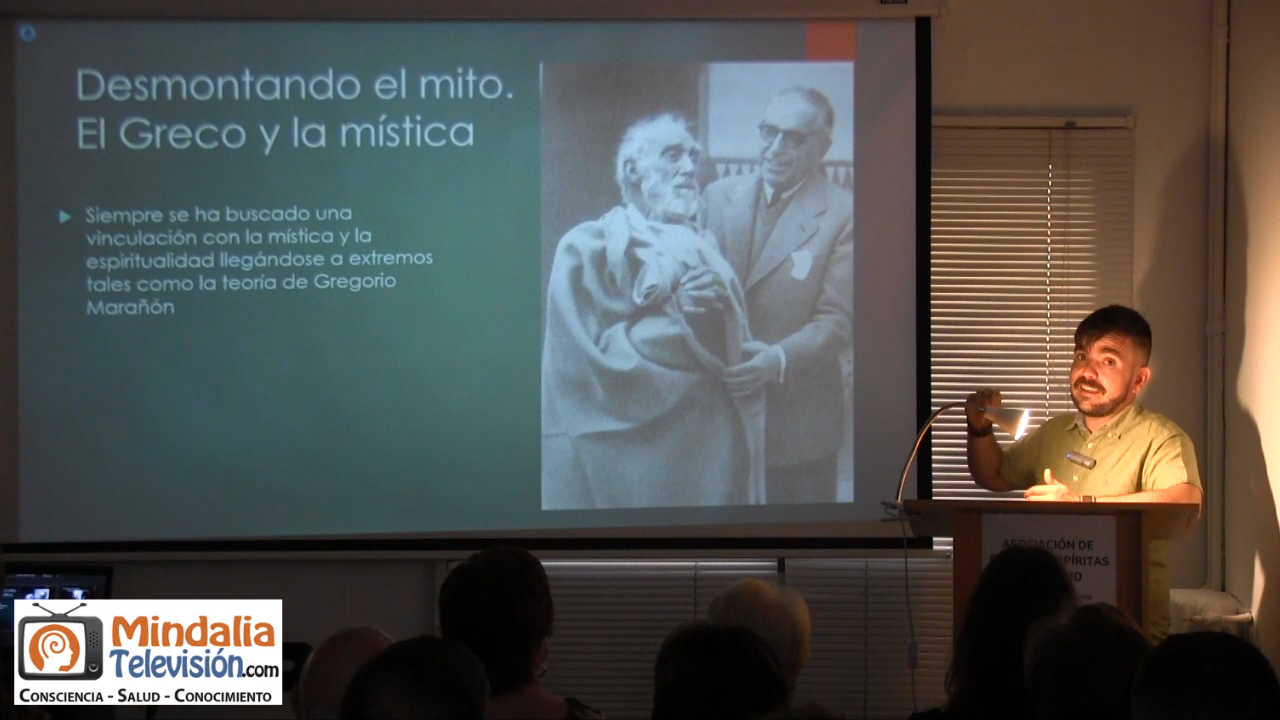 Desmontando el mito.
El Greco y la mística
Siempre se ha buscado una
vinculación con la mística y la
espiritualidad llegándose a extremos
tales como la teoría de Gregorio
Marañón
ASOCIACIÓN DE
Mindalia
Televisión.com
CONSCIENCIA - SALUD - CONOCIMIENTO